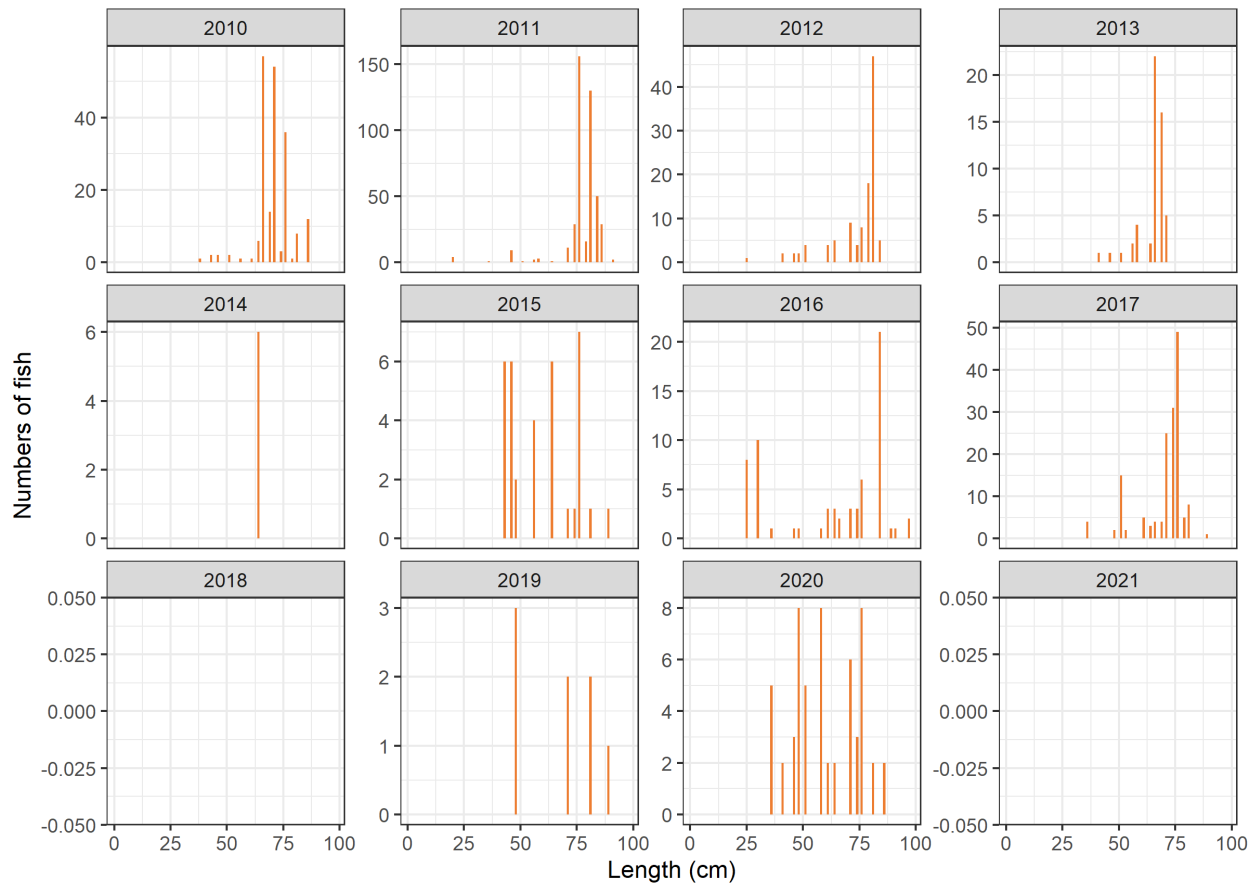 2010 2011 2012 2013
0 20 40
0 50 100 150
0 10 20 30 40
0 5 10 15 20
2014 2015 2016 2017
0 2 4 6
0 2 4 6
0 5 10 15 20
0 10 20 30 40 50
2018 2019 2020 2021
-0.050 -0.025 0.000 0.025 0.050
0 1 2 3
0 2 4 6 8
-0.050 -0.025 0.000 0.025 0.050
0 25 50 75 100 0 25 50 75 100 0 25 50 75 100 0 25 50 75 100
Numbers of fish
Length (cm)